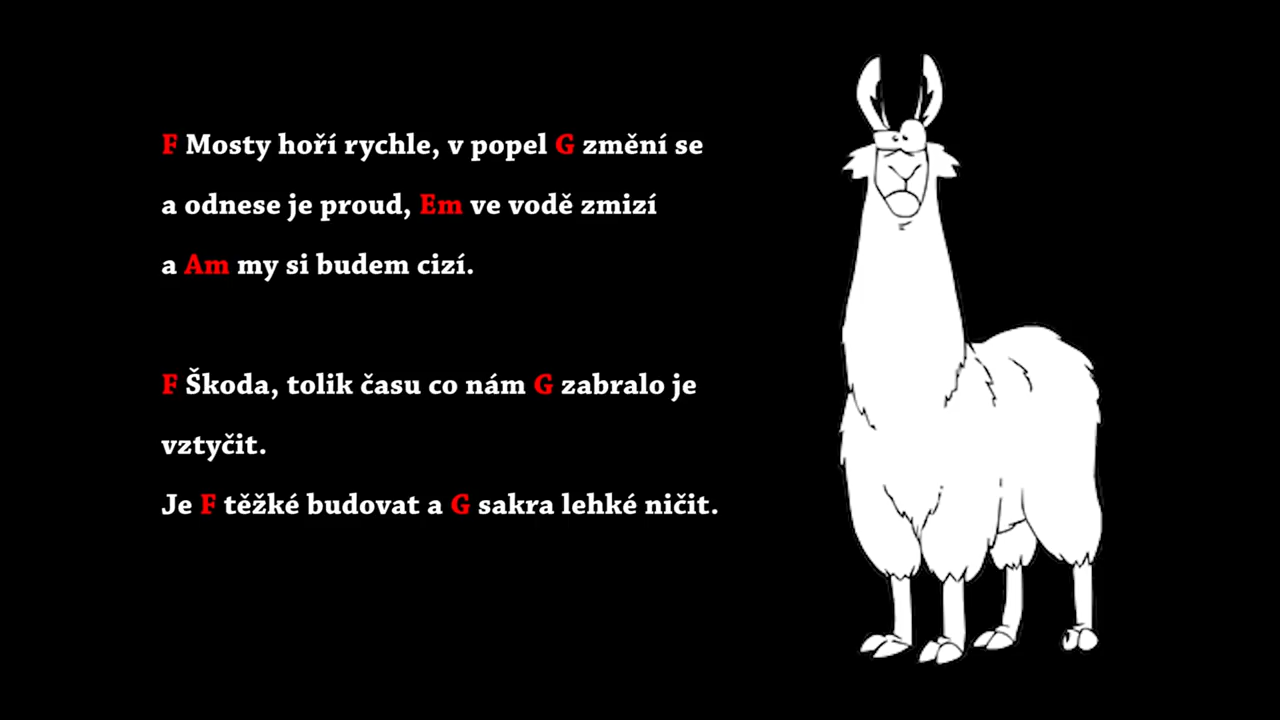 F Mosty hoří rychle, v popel G změní se
a odnese je proud, Em ve vodě zmizí
a Am my si budem cizí.
F Škoda, tolik času co nám G zabralo je
vztyčit.
Je F těžké budovat a G sakra lehké ničit.